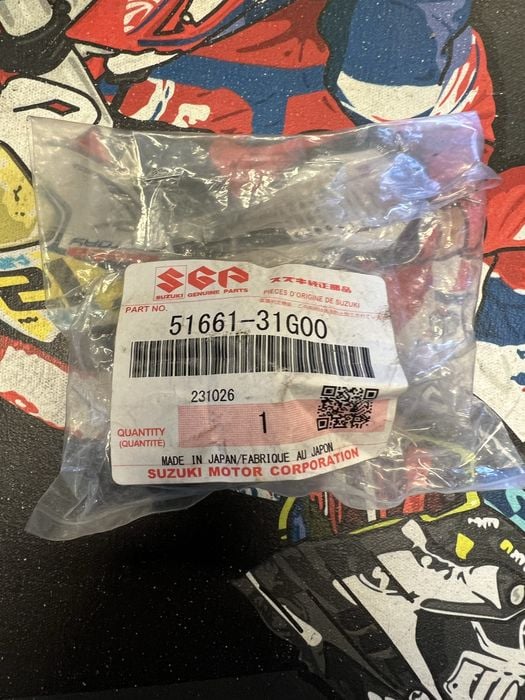 SGP
SUZUKI GENUINE PARTS
スズキ純正部品
PIECES D'ORIGINE DE SUZUKI
PART NO.
51661-31G00
231026
QUANTITY
(QUANTITÉ)
1
MADE IN JAPAN/FABRIQUE AU JAPON
SUZUKI MOTOR CORPORATION